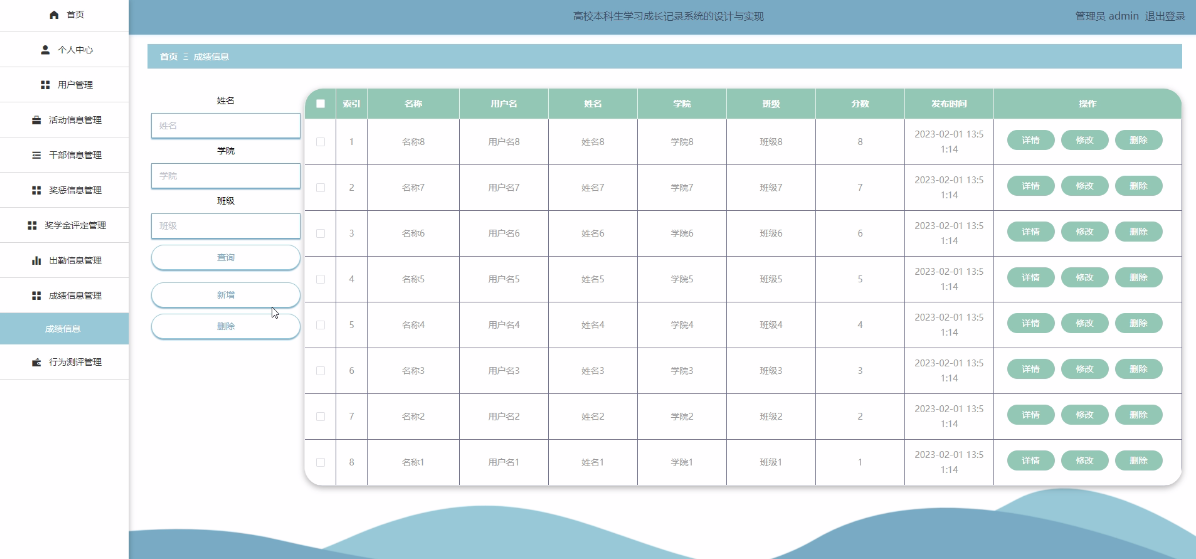 高校本科生学习成长记录系统的设计与实现
管理员 admin 退出登录
首页
个人中心
用户管理
活动信息管理
干部信息管理
奖惩信息管理
奖学金评定管理
出勤信息管理
成绩信息管理
成绩信息
行为测评管理
首页 Ξ 成绩信息
姓名
姓名
学院
学院
班级
班级
查询
新增
删除
索引 名称 用户名 姓名 学院 班级 分数 发布时间 操作
1 名称8 用户名8 姓名8 学院8 班级8 8 2023-02-01 13:51:14 详情 修改 删除
2 名称7 用户名7 姓名7 学院7 班级7 7 2023-02-01 13:51:14 详情 修改 删除
3 名称6 用户名6 姓名6 学院6 班级6 6 2023-02-01 13:51:14 详情 修改 删除
4 名称5 用户名5 姓名5 学院5 班级5 5 2023-02-01 13:51:14 详情 修改 删除
5 名称4 用户名4 姓名4 学院4 班级4 4 2023-02-01 13:51:14 详情 修改 删除
6 名称3 用户名3 姓名3 学院3 班级3 3 2023-02-01 13:51:14 详情 修改 删除
7 名称2 用户名2 姓名2 学院2 班级2 2 2023-02-01 13:51:14 详情 修改 删除
8 名称1 用户名1 姓名1 学院1 班级1 1 2023-02-01 13:51:14 详情 修改 删除